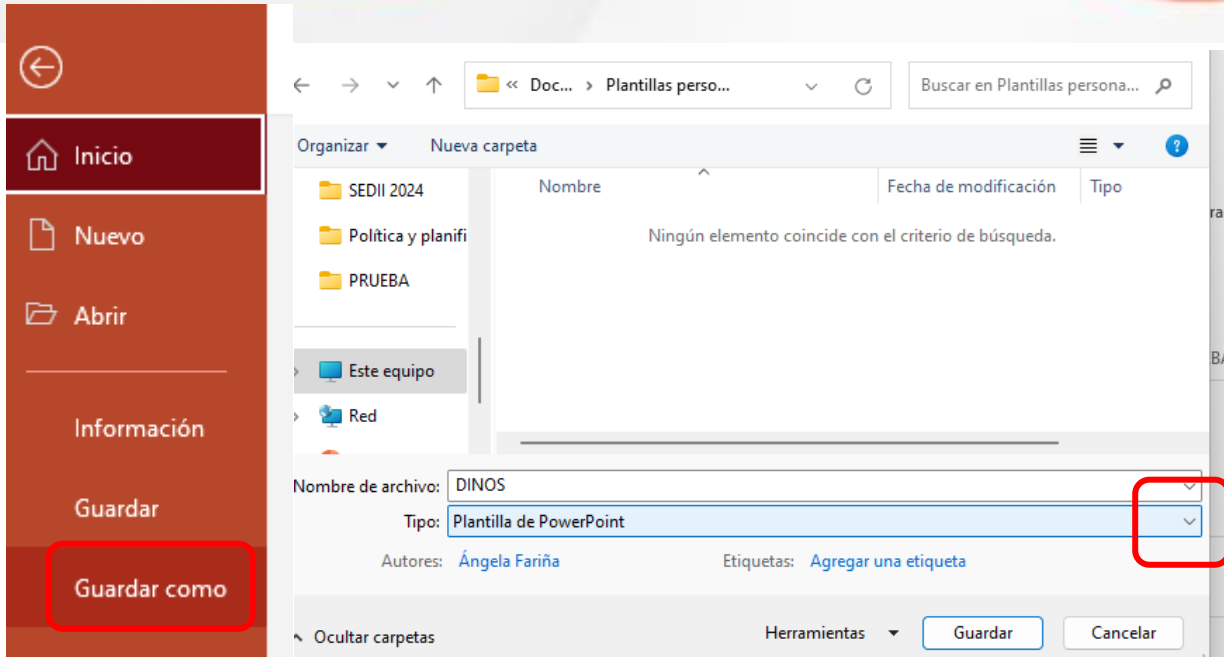 Inicio
Nuevo
Abrir
Información
Guardar
Guardar como
« Doc... › Plantillas perso...
Buscar en Plantillas persona...
Organizar
Nueva carpeta
SEDII 2024
Política y planifi
PRUEBA
Este equipo
Red
Nombre
Fecha de modificación
Tipo
Ningún elemento coincide con el criterio de búsqueda.
ra
BA
Nombre de archivo: DINOS
Tipo: Plantilla de PowerPoint
Autores: Ángela Fariña
Etiquetas: Agregar una etiqueta
Ocultar carpetas
Herramientas
Guardar
Cancelar